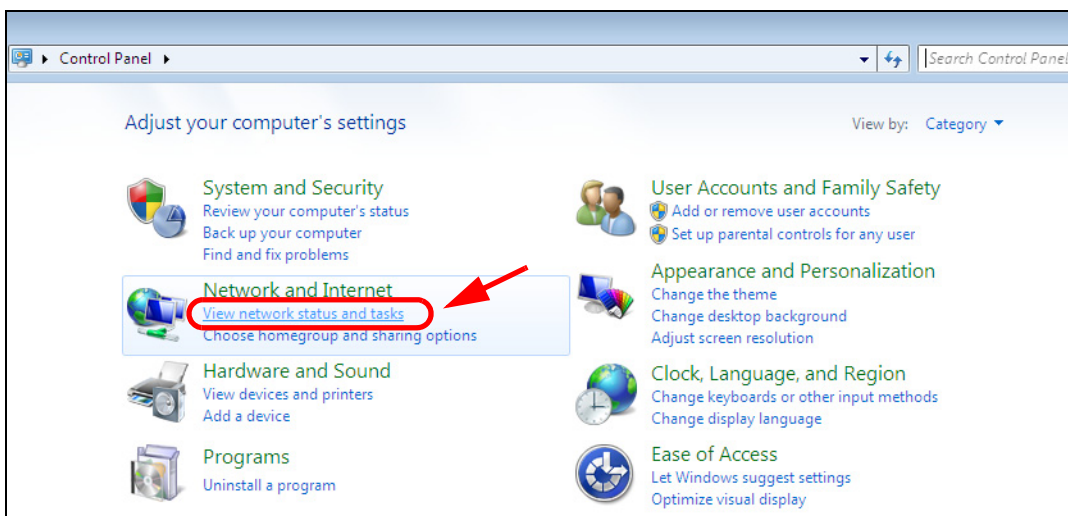 Control Panel
Search Control Panel
Adjust your computer's settings
View by: Category
System and Security
Review your computer's status
Back up your computer
Find and fix problems
Network and Internet
View network status and tasks
Choose homegroup and sharing options
Hardware and Sound
View devices and printers
Add a device
Programs
Uninstall a program
User Accounts and Family Safety
Add or remove user accounts
Set up parental controls for any user
Appearance and Personalization
Change the theme
Change desktop background
Adjust screen resolution
Clock, Language, and Region
Change keyboards or other input methods
Change display language
Ease of Access
Let Windows suggest settings
Optimize visual display